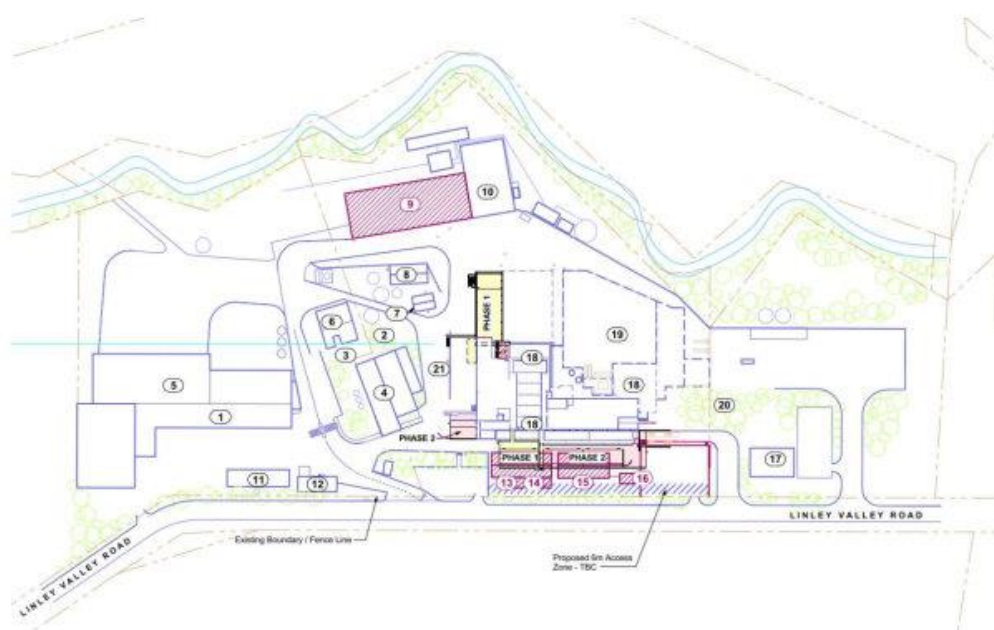 10
9
8
PHASE 1
7
6
2
19
3
21
18
5
4
18
1
20
18
PHASE 2
PHASE 1
PHASE 2
17
11
12
13
14
15
16
LINLEY VALLEY ROAD
Existing Boundary / Fence Line
Proposed 6m Access
Zone - TBC
LINLEY VALLEY ROAD